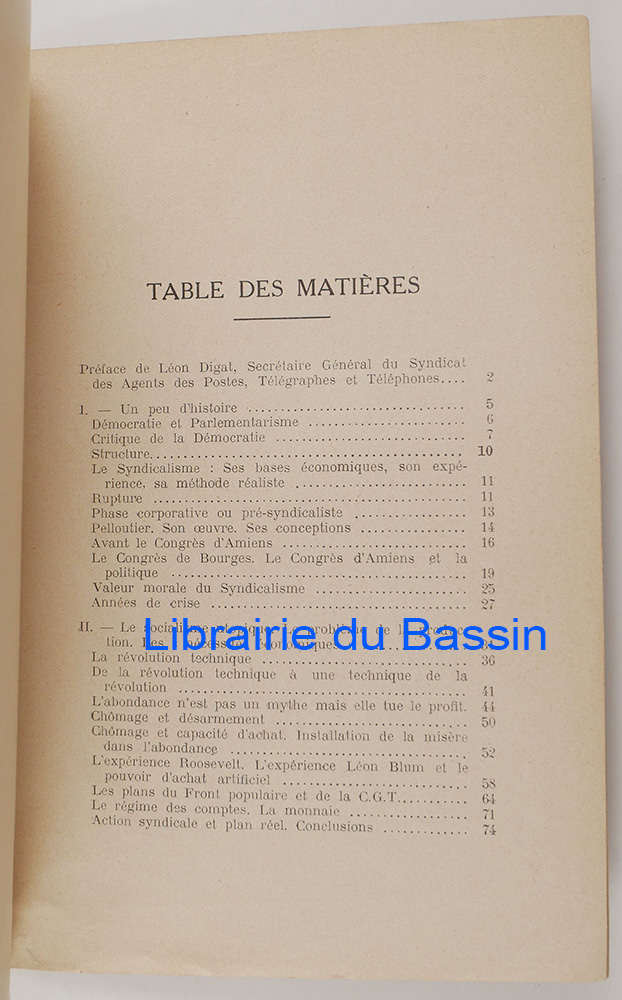 TABLE DES MATIÈRES
Préface de Léon Digat, Secrétaire Général du Syndicat
des Agents des Postes, Télégraphes et Téléphones.... 2
I. — Un peu d'histoire ................................ 5
Démocratie et Parlementarisme ....................... 6
Critique de la Démocratie ........................... 7
Structure............................................ 10
Le Syndicalisme : Ses bases économiques, son expé-
rience, sa méthode réaliste ......................... 11
Rupture ............................................. 11
Phase corporative ou pré-syndicaliste ............... 13
Pelloutier. Son œuvre. Ses conceptions .............. 14
Avant le Congrès d'Amiens ........................... 16
Le Congrès de Bourges. Le Congrès d'Amiens et la
politique ........................................... 19
Valeur morale du Syndicalisme ....................... 25
Années de crise ..................................... 27
II. — Le socialisme
Librairie du Bassin
tion.
La révolution technique ............................. 36
De la révolution technique à une technique de la
révolution .......................................... 41
L'abondance n'est pas un mythe mais elle tue le profit. 44
Chômage et désarmement .............................. 50
Chômage et capacité d'achat. Installation de la misère
dans l'abondance .................................... 52
L'expérience Roosevelt. L'expérience Léon Blum et le
pouvoir d'achat artificiel .......................... 58
Les plans du Front populaire et de la C.G.T.......... 64
Le régime des comptes. La monnaie ................... 71
Action syndicale et plan réel. Conclusions .......... 74